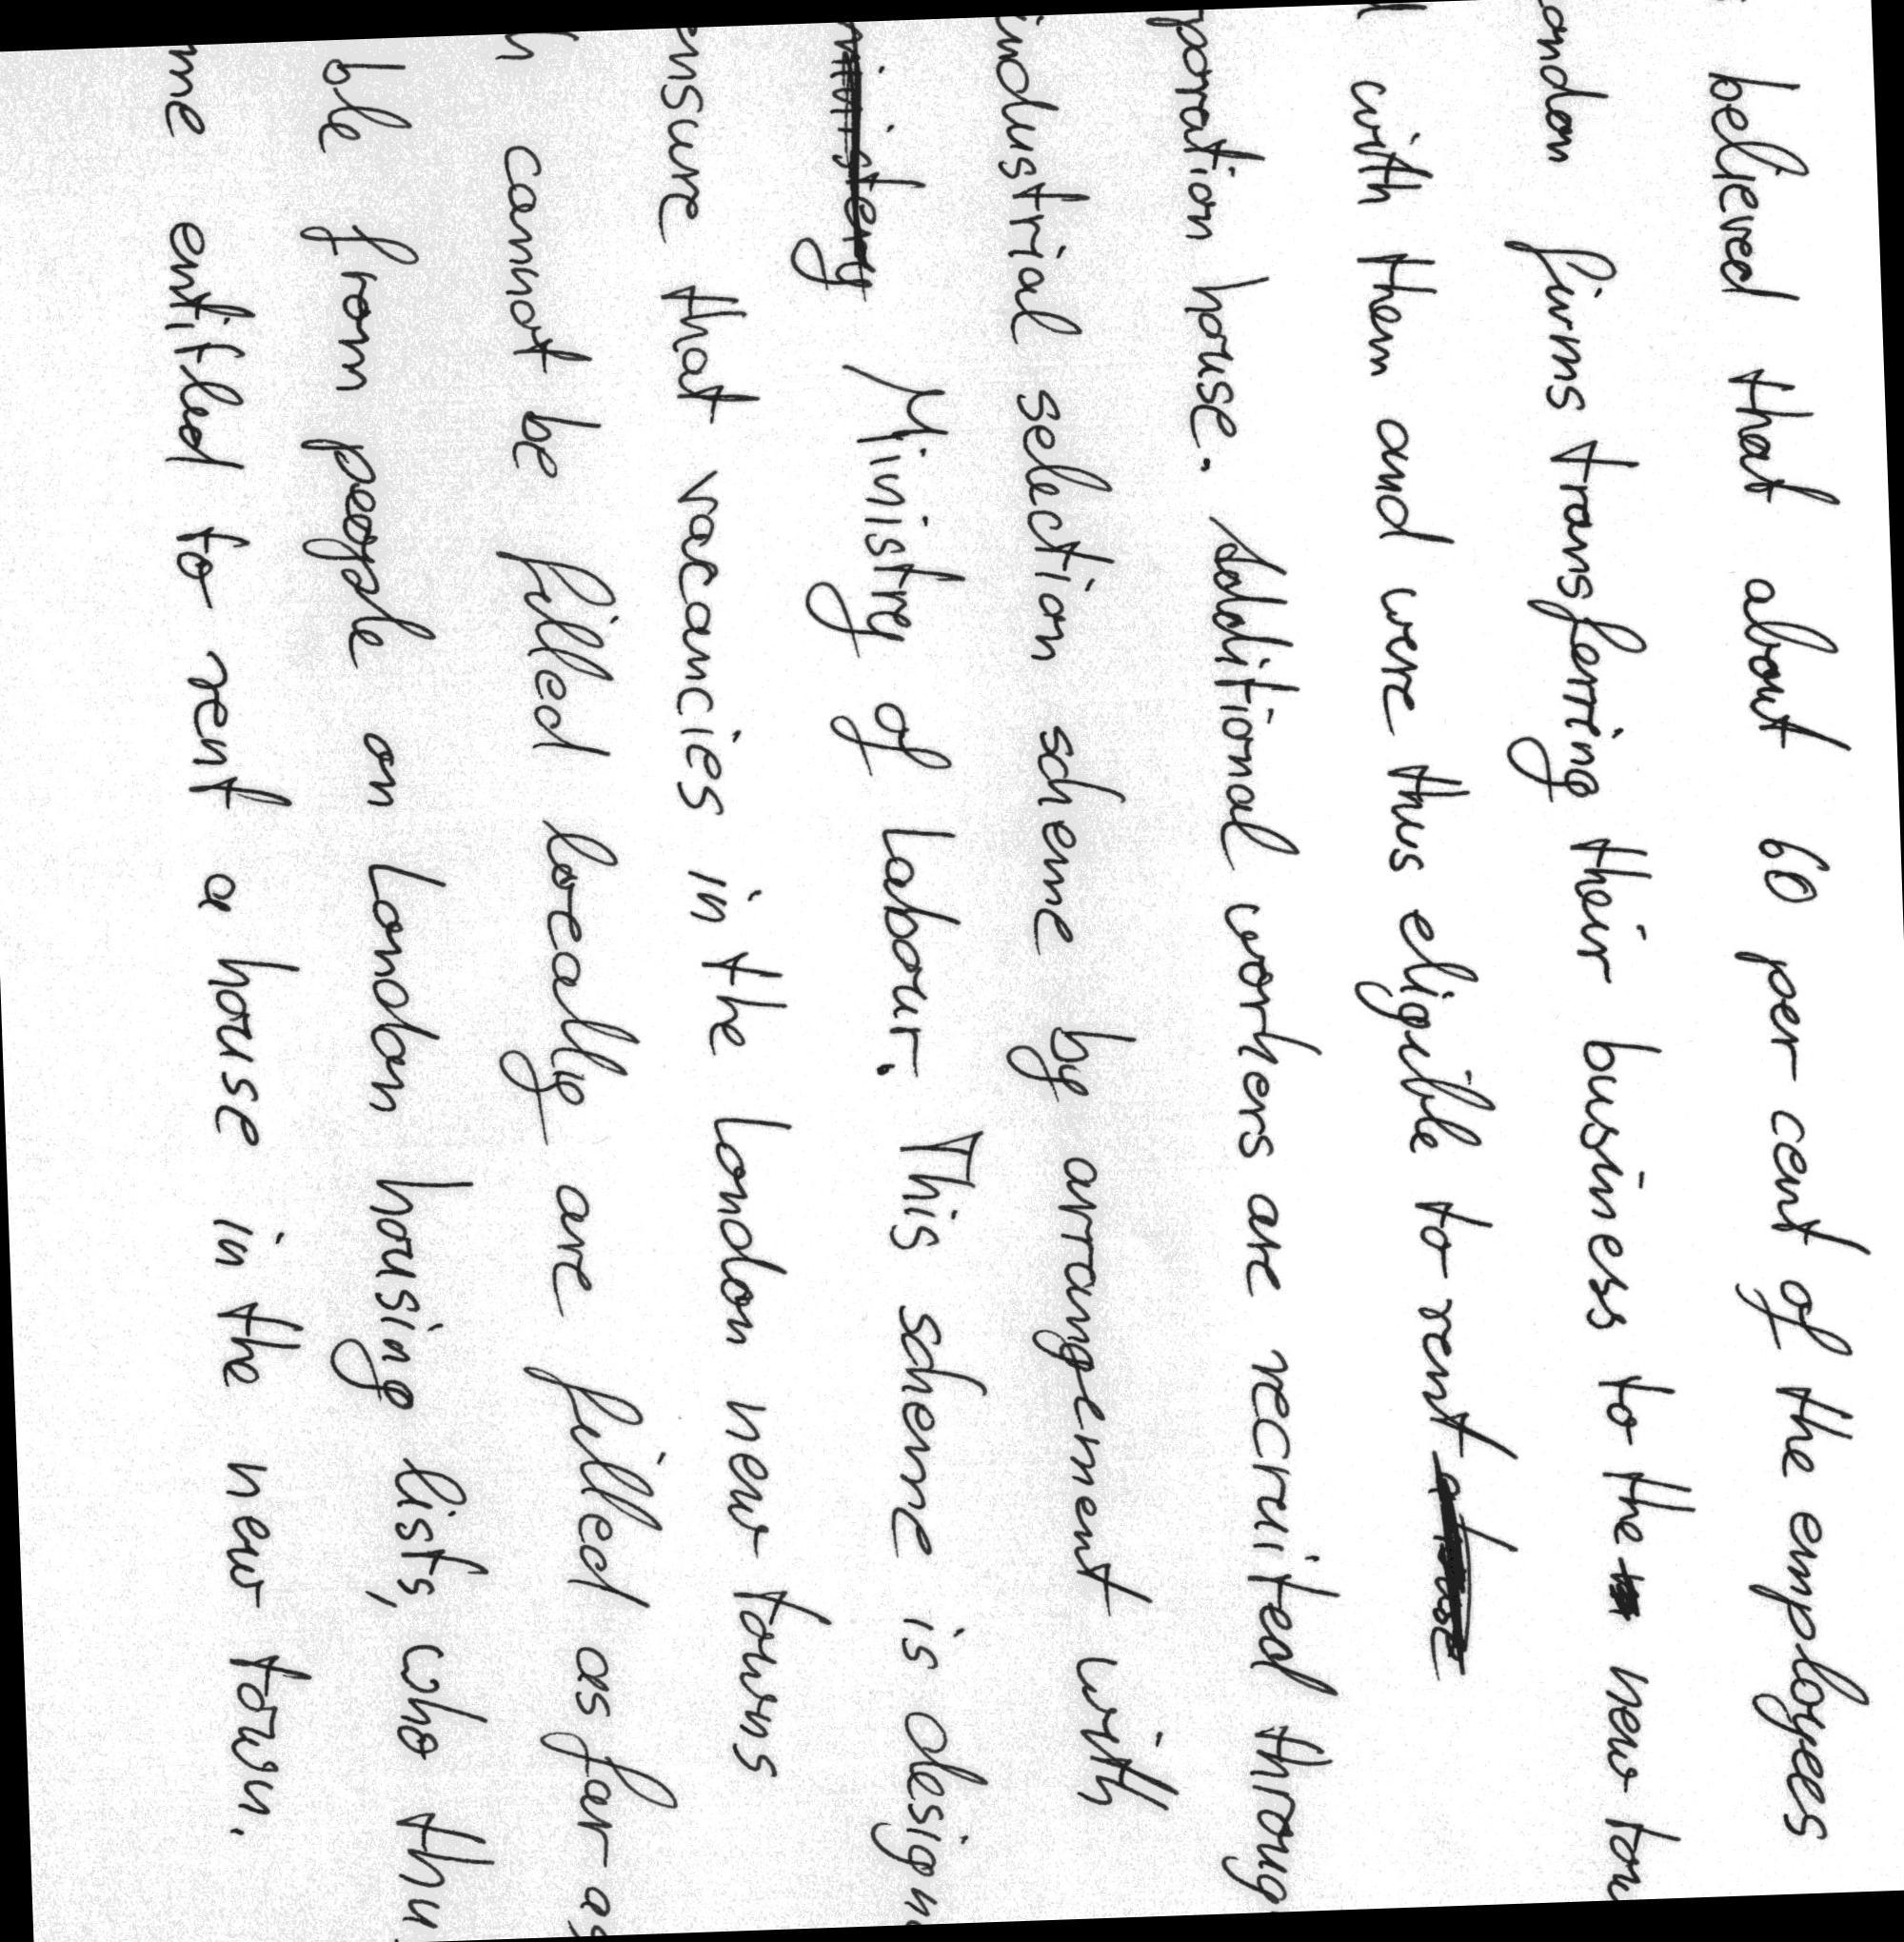 believed that about 60 per cent of the employees
ondon firms transferring their business to the new tow
with them and were thus eligible to rent
poration house. Additional workers are recruited throug
industrial selection scheme by arrangement with
ministery Ministry of Labour. This scheme is design
ensure that vacancies in the London new towns
h cannot be filled locally are filled as far as
ble from people on London housing lists, who thu
me entitled to rent a house in the new town.